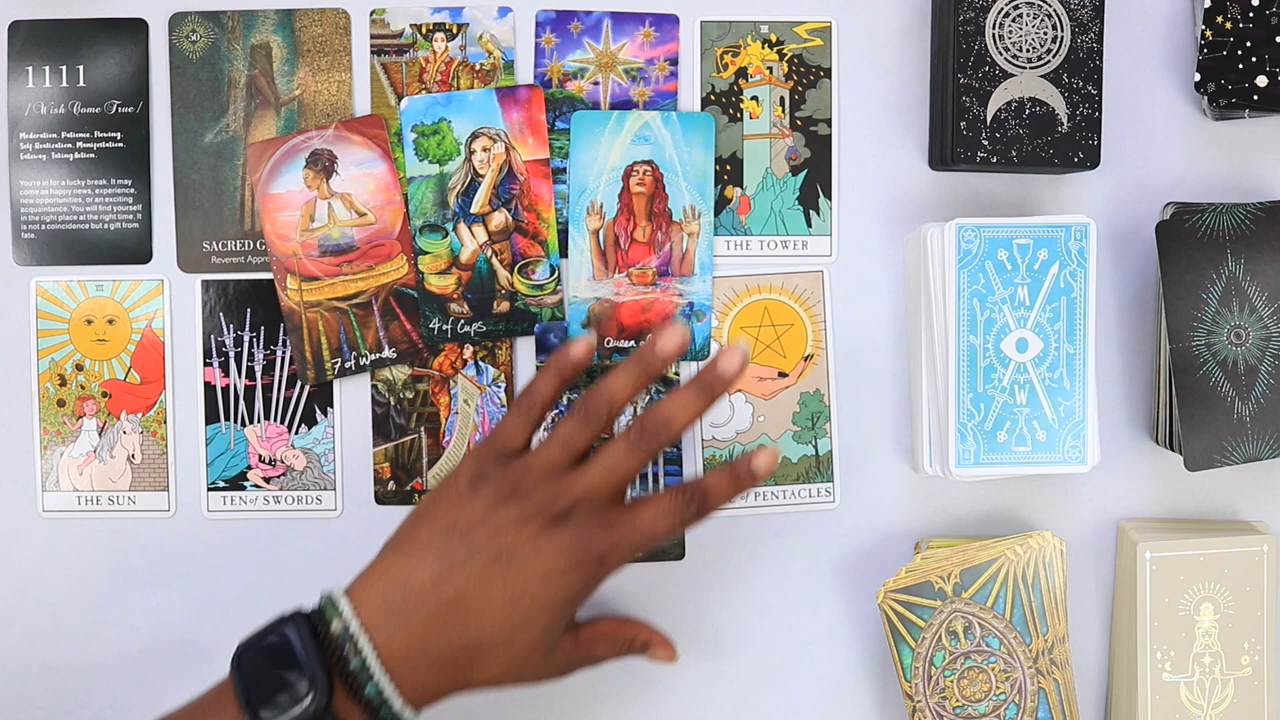 1111
/ Wish Come True /
Moderation, Patience, Flowing,
Self-Realization, Manifestation,
Gateway, Taking Action.
You're in for a lucky break. It may
come as happy news, experience,
new opportunities, or an exciting
acquaintance. You will find yourself
in the right place at the right time. It
is not a coincidence but a gift from
fate.
50
SACRED
Reverent
7 of Wands
4 of Cups
Queen
THE TOWER
THE SUN
TEN of SWORDS
of PENTACLES
M
W